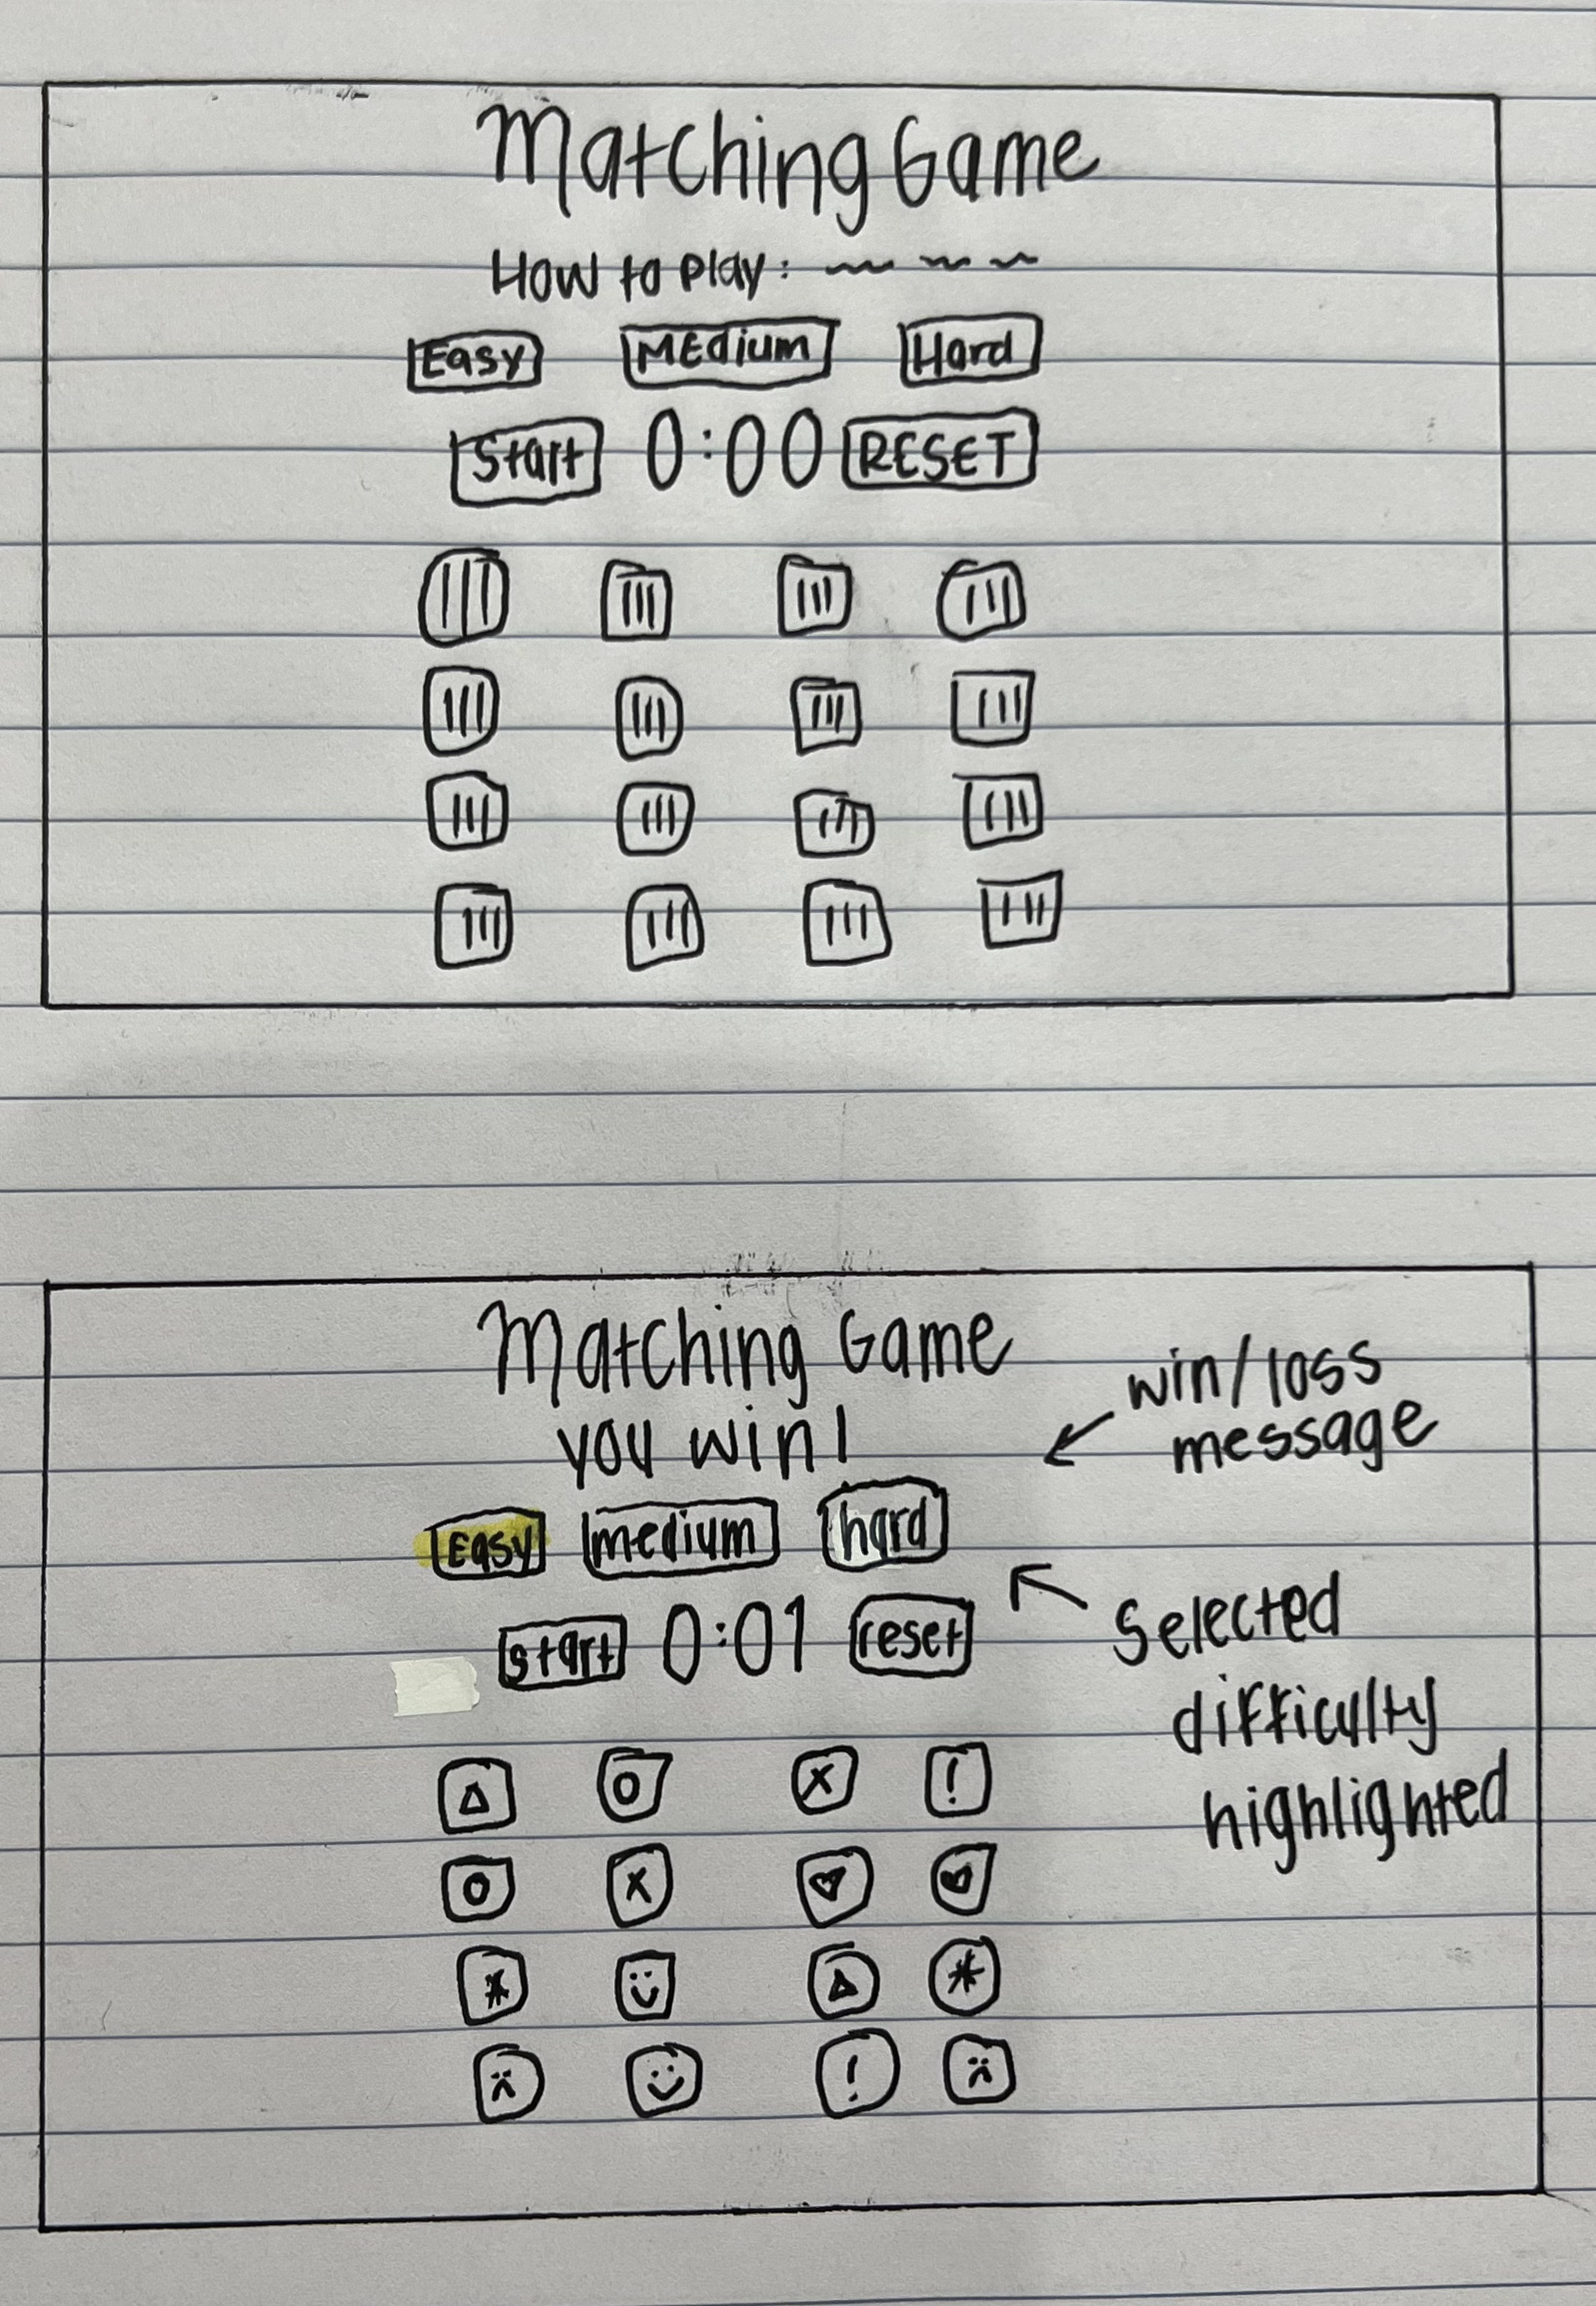 Matching Game
How to play:
Easy Medium Hard
Start 0:00 RESET
Matching Game
you win!
win/loss
message
Easy medium hard
start 0:01 reset
Selected
difficulty
highlighted
X !
X
*
*
!